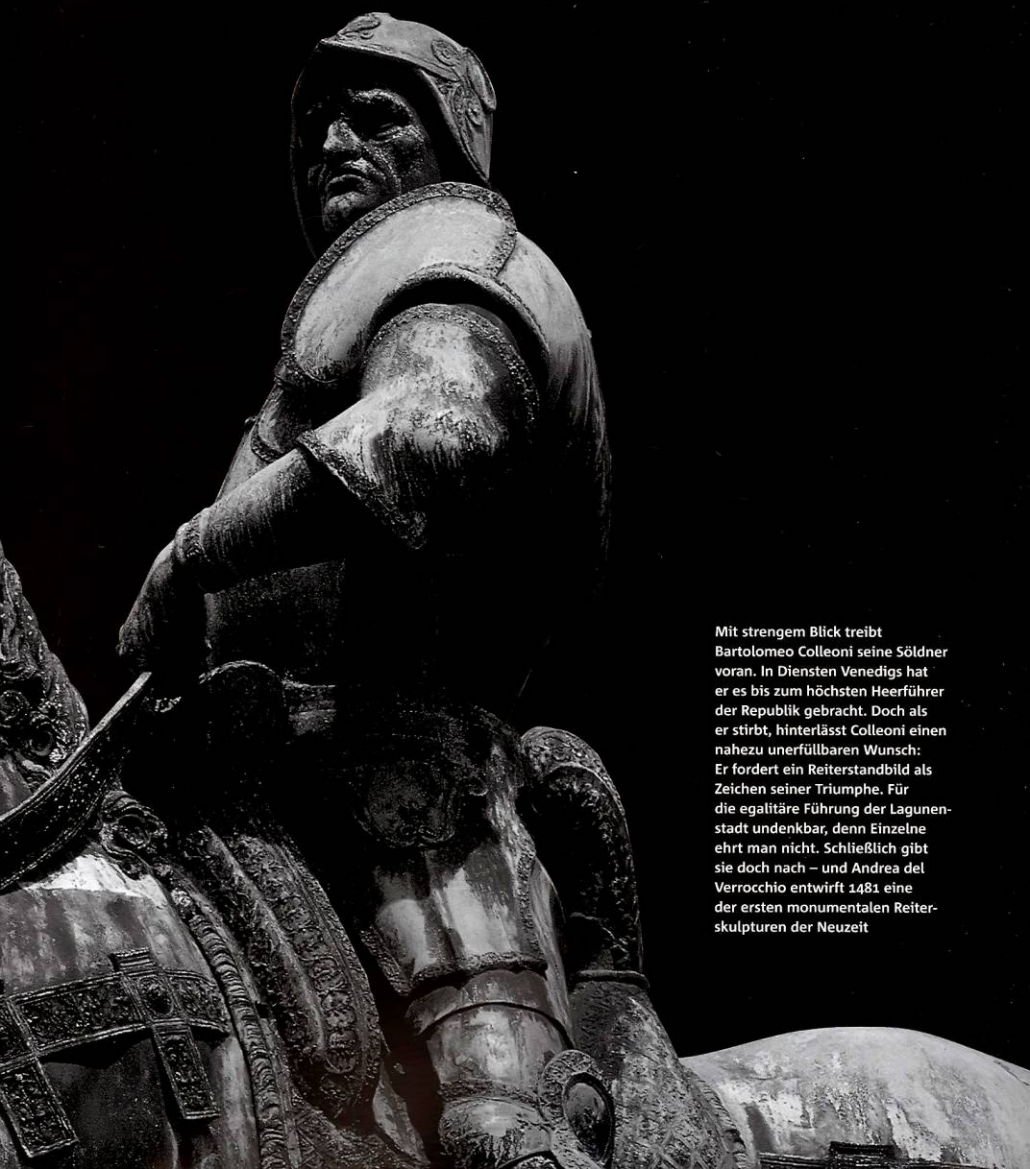 Mit strengem Blick treibt
Bartolomeo Colleoni seine Söldner
voran. In Diensten Venedigs hat
er es bis zum höchsten Heerführer
der Republik gebracht. Doch als
er stirbt, hinterlässt Colleoni einen
nahezu unerfüllbaren Wunsch:
Er fordert ein Reiterstandbild als
Zeichen seiner Triumphe. Für
die egalitäre Führung der Lagunen-
stadt undenkbar, denn Einzelne
ehrt man nicht. Schließlich gibt
sie doch nach – und Andrea del
Verrocchio entwirft 1481 eine
der ersten monumentalen Reiter-
skulpturen der Neuzeit